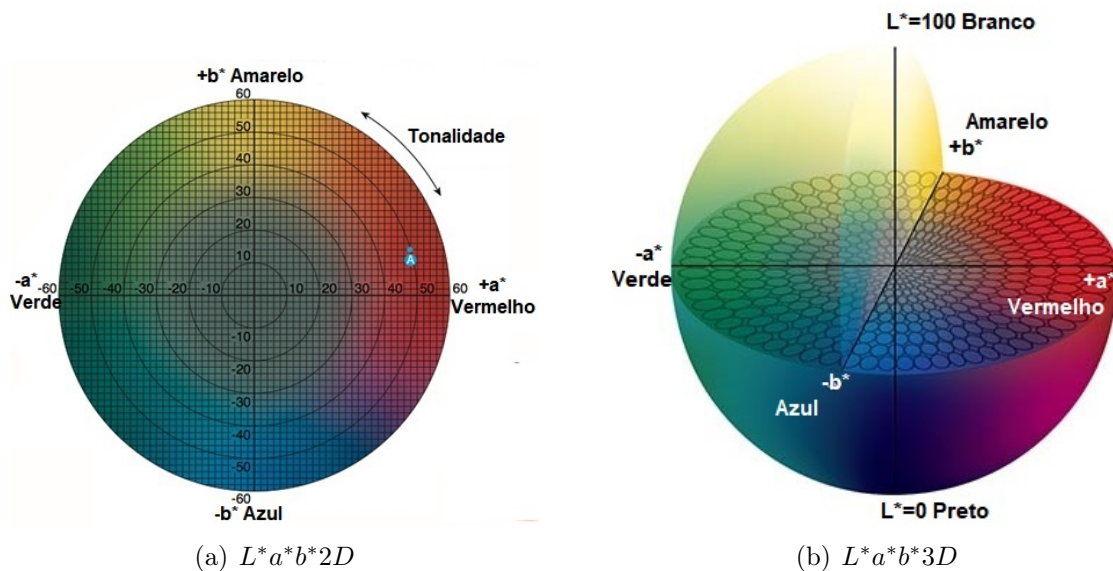 +b* Amarelo
60
50
40
30
20
10
Tonalidade
A
-a*
Verde
-60 -50 -40 -30 -20 -10
10 20 30 40 50 60
+a*
Vermelho
-10
-20
-30
-40
-50
-60
-b* Azul
(a) L*a*b*2D
L*=100 Branco
Amarelo
+b*
-a*
Verde
+a*
Vermelho
-b*
Azul
L*=0 Preto
(b) L*a*b*3D